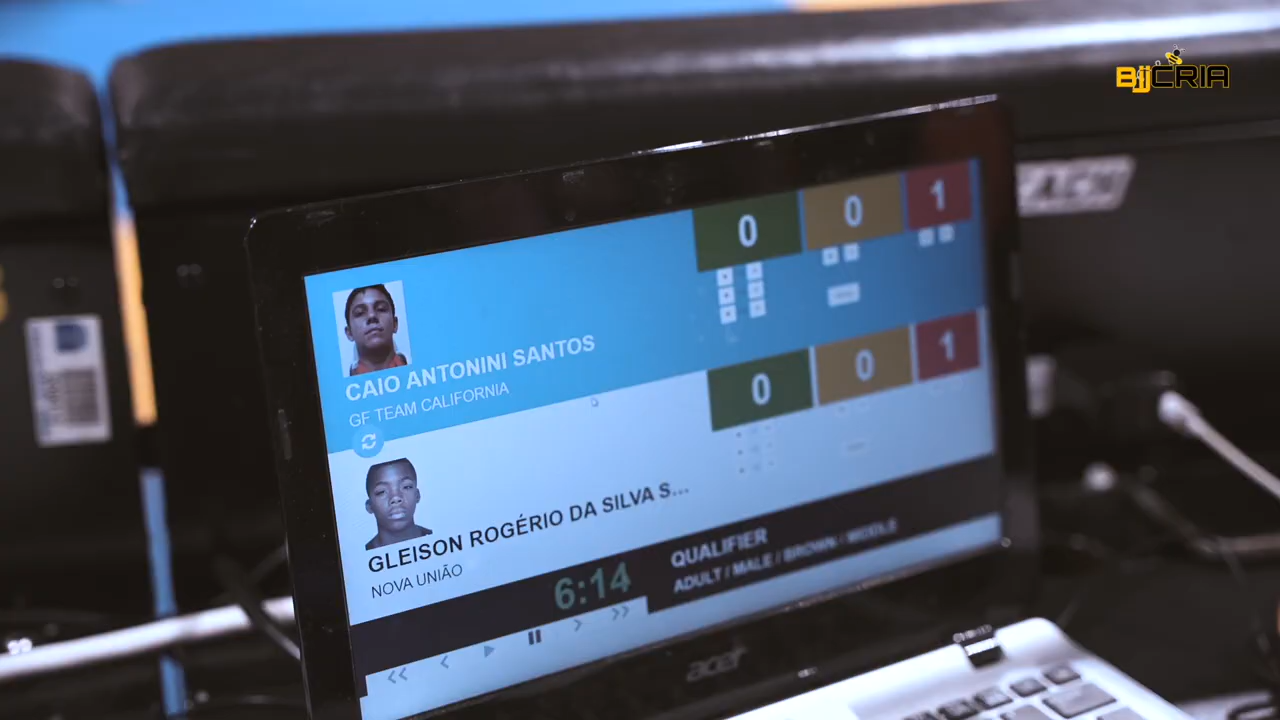 BJJCRIA
0 0 1
CAIO ANTONINI SANTOS
GF TEAM CALIFORNIA
0 0 1
GLEISON ROGÉRIO DA SILVA S...
NOVA UNIÃO
6:14
QUALIFIER
ADULT / MALE / BROWN / MIDDLE
acer